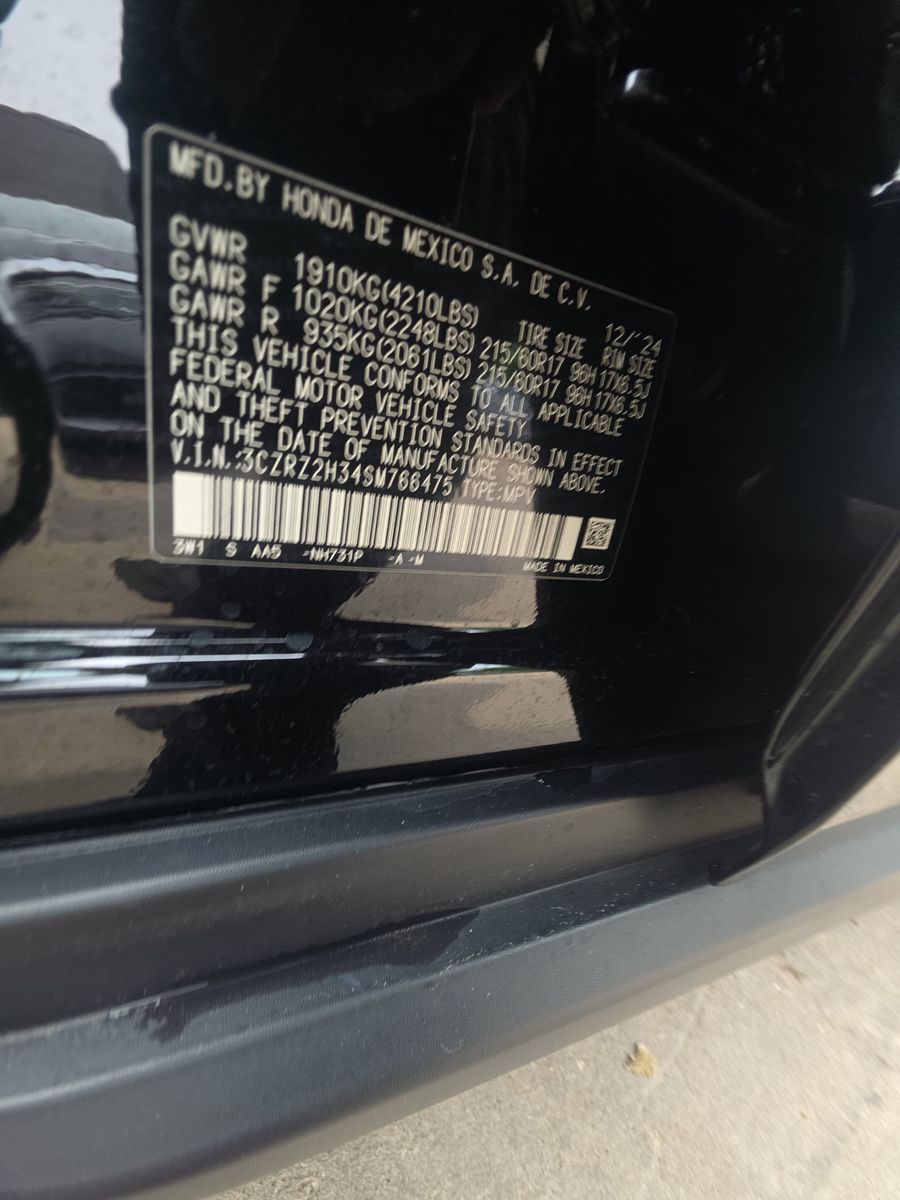 MFD.BY HONDA DE MEXICO S.A. DE C.V.
12/'24
GVWR 1910KG(4210LBS) TIRE SIZE RIM SIZE
GAWR F 1020KG(2248LBS) 215/60R17 96H 17X6.5J
GAWR R 935KG(2061LBS) 215/60R17 96H 17X6.5J
THIS VEHICLE CONFORMS TO ALL APPLICABLE
FEDERAL MOTOR VEHICLE SAFETY
AND THEFT PREVENTION STANDARDS IN EFFECT
ON THE DATE OF MANUFACTURE SHOWN ABOVE.
V.I.N.:3CZRZ2H34SM766475 TYPE:MPV
3W1 S AA5 -NH731P -A -M
MADE IN MEXICO